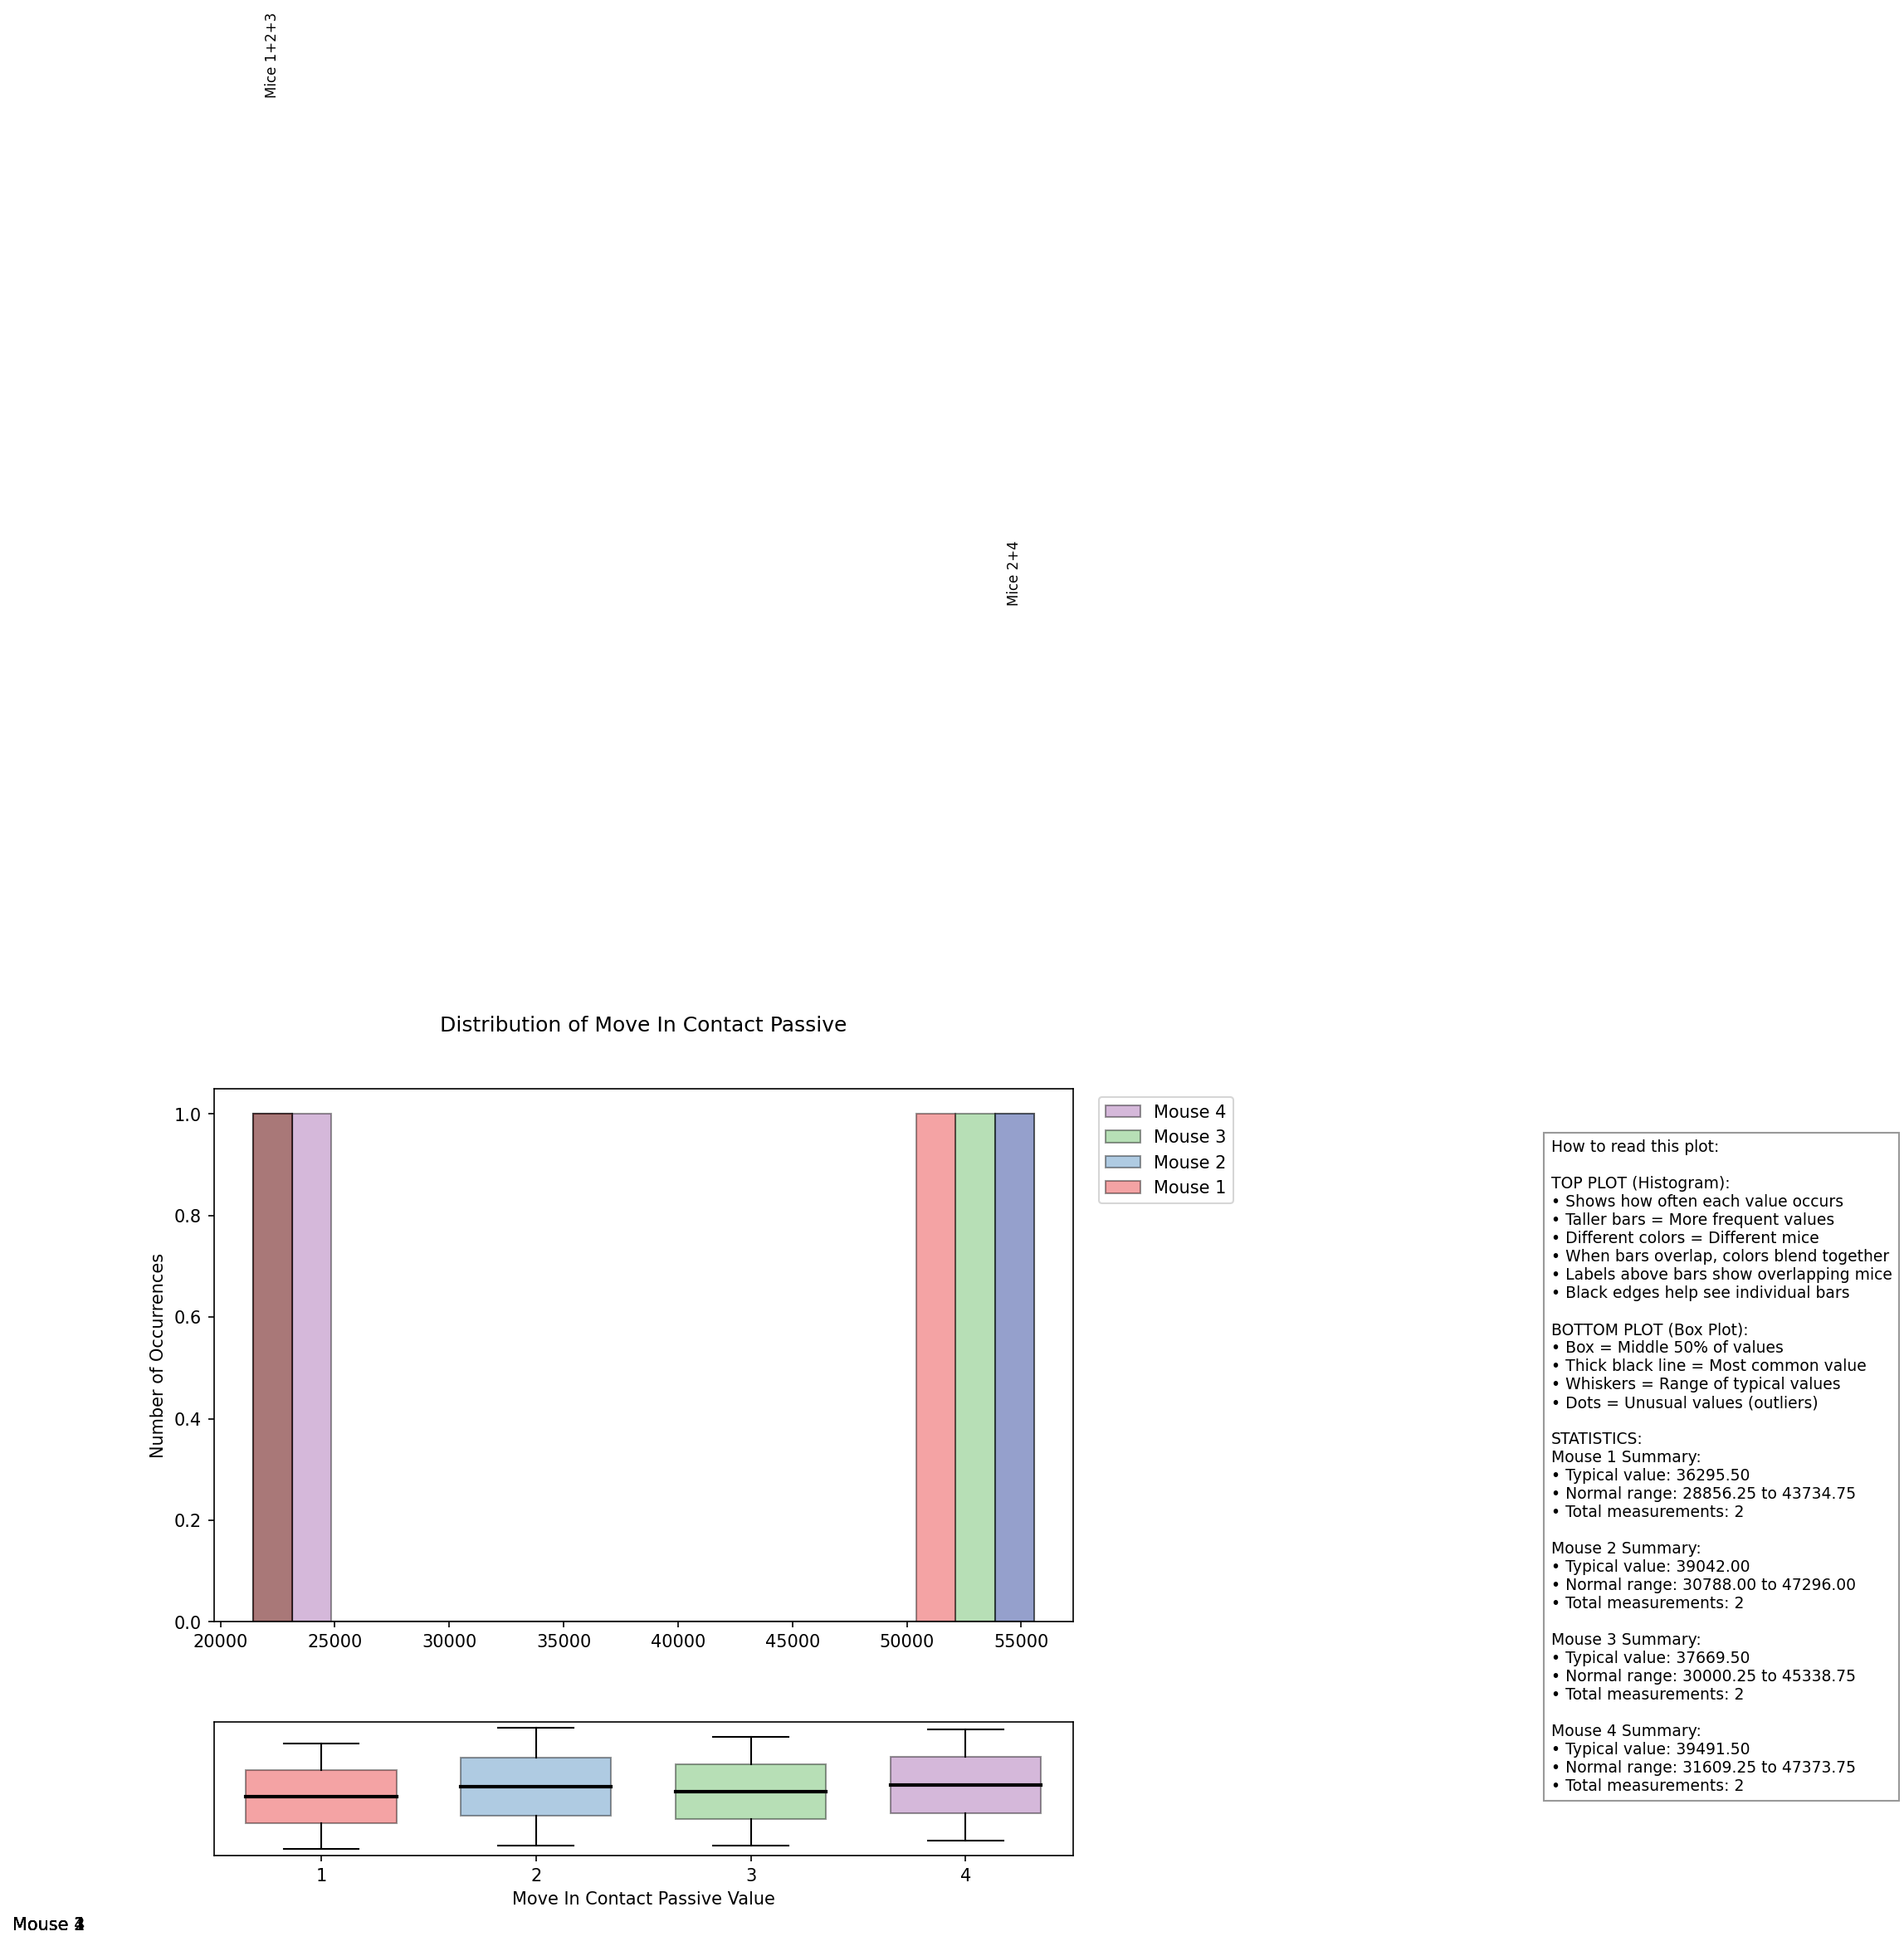 Mice 1+2+3
Mice 2+4
Distribution of Move In Contact Passive
Number of Occurrences
1.0
0.8
0.6
0.4
0.2
0.0
20000 25000 30000 35000 40000 45000 50000 55000
Mouse 4
Mouse 3
Mouse 2
Mouse 1
1 2 3 4
Move In Contact Passive Value
Mouse
How to read this plot:
TOP PLOT (Histogram):
• Shows how often each value occurs
• Taller bars = More frequent values
• Different colors = Different mice
• When bars overlap, colors blend together
• Labels above bars show overlapping mice
• Black edges help see individual bars
BOTTOM PLOT (Box Plot):
• Box = Middle 50% of values
• Thick black line = Most common value
• Whiskers = Range of typical values
• Dots = Unusual values (outliers)
STATISTICS:
Mouse 1 Summary:
• Typical value: 36295.50
• Normal range: 28856.25 to 43734.75
• Total measurements: 2
Mouse 2 Summary:
• Typical value: 39042.00
• Normal range: 30788.00 to 47296.00
• Total measurements: 2
Mouse 3 Summary:
• Typical value: 37669.50
• Normal range: 30000.25 to 45338.75
• Total measurements: 2
Mouse 4 Summary:
• Typical value: 39491.50
• Normal range: 31609.25 to 47373.75
• Total measurements: 2